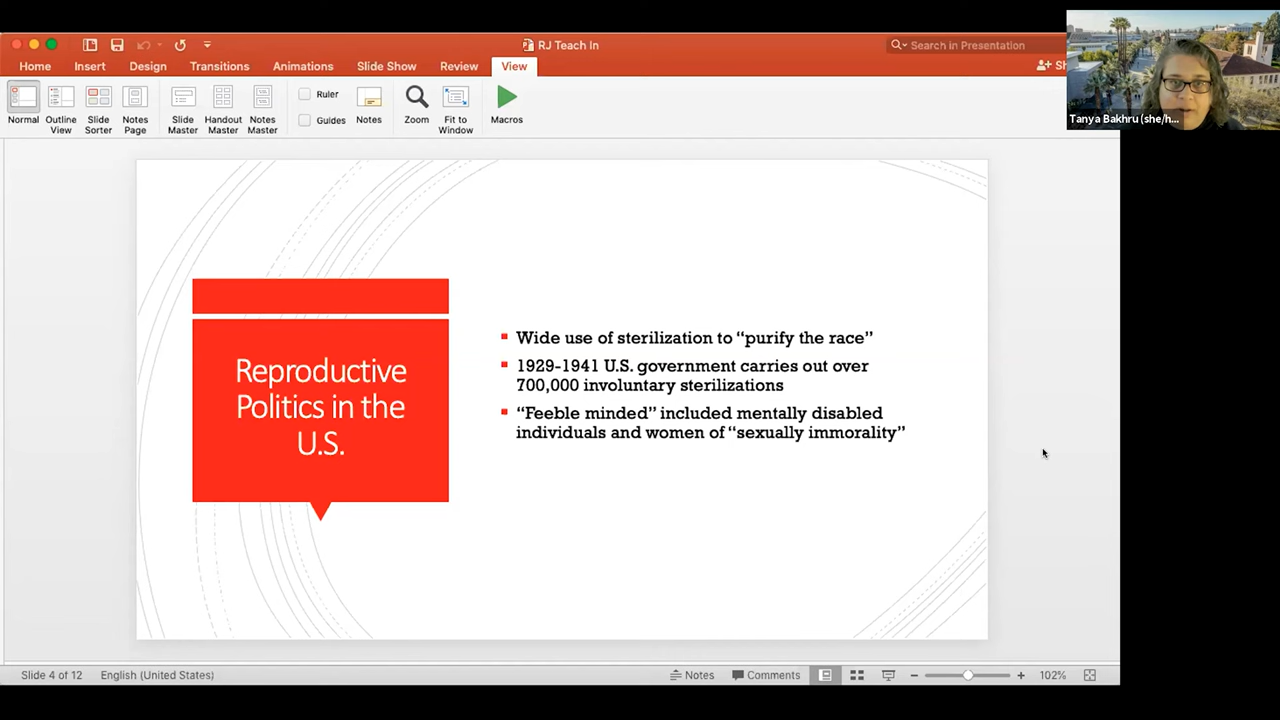 RJ Teach In
Search in Presentation
Home Insert Design Transitions Animations Slide Show Review View
Sh
Normal
Outline View
Slide Sorter
Notes Page
Slide Master
Handout Master
Notes Master
Ruler
Guides
Notes
Zoom
Fit to Window
Macros
Tanya Bakhru (she/h...
Reproductive
Politics in the
U.S.
Wide use of sterilization to “purify the race”
1929-1941 U.S. government carries out over
700,000 involuntary sterilizations
“Feeble minded” included mentally disabled
individuals and women of “sexually immorality”
Slide 4 of 12 English (United States) Notes Comments 102%